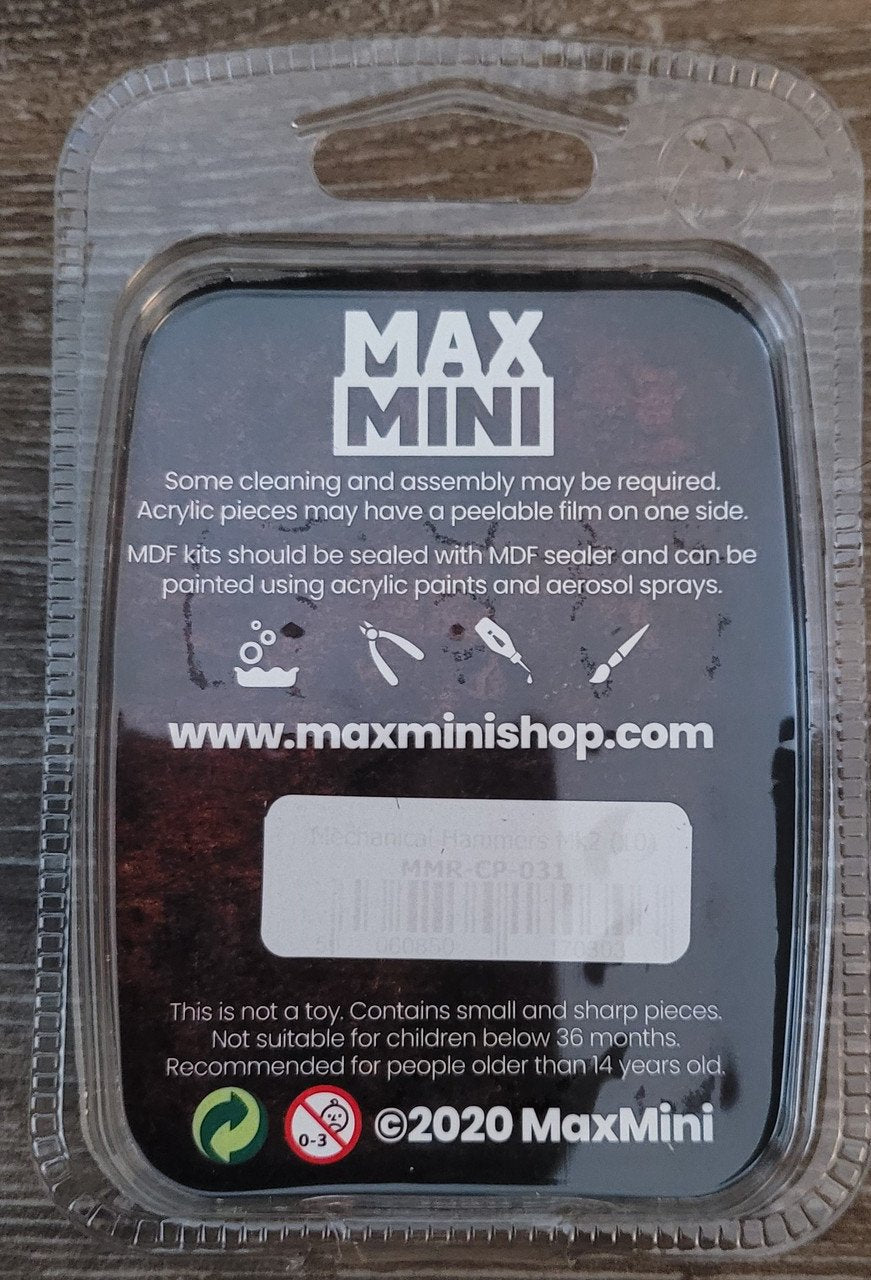 MAX
MINI
Some cleaning and assembly may be required.
Acrylic pieces may have a peelable film on one side.
MDF kits should be sealed with MDF sealer and can be
painted using acrylic paints and aerosol sprays.
www.maxminishop.com
Mechanical Hammers Mk2 (10)
MMR-CP-031
This is not a toy. Contains small and sharp pieces.
Not suitable for children below 36 months.
Recommended for people older than 14 years old.
0-3
©2020 MaxMini